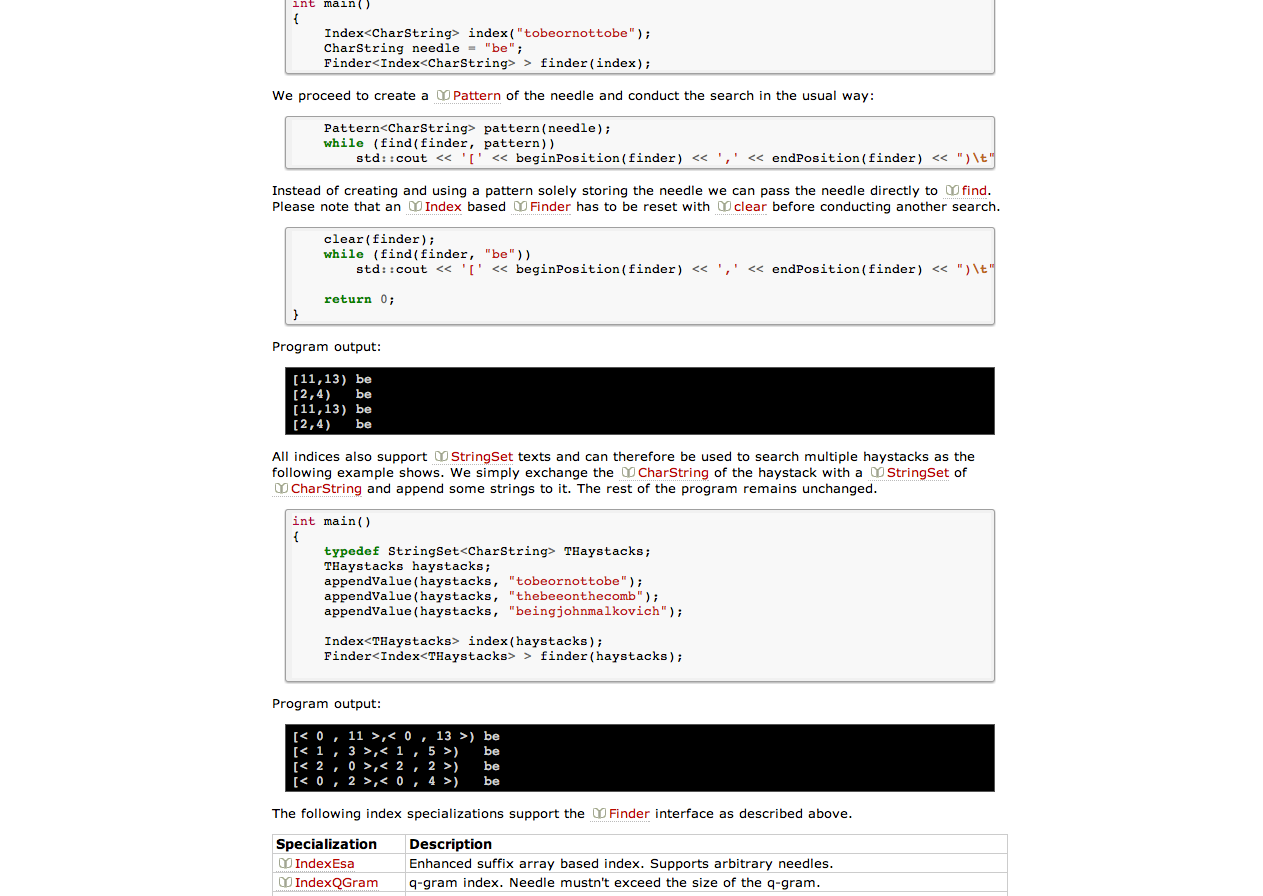 int main()
{
    Index<CharString> index("tobeornottobe");
    CharString needle = "be";
    Finder<Index<CharString> > finder(index);
We proceed to create a Pattern of the needle and conduct the search in the usual way:
    Pattern<CharString> pattern(needle);
    while (find(finder, pattern))
        std::cout << '[' << beginPosition(finder) << ',' << endPosition(finder) << ")\t"
Instead of creating and using a pattern solely storing the needle we can pass the needle directly to find.
Please note that an Index based Finder has to be reset with clear before conducting another search.
    clear(finder);
    while (find(finder, "be"))
        std::cout << '[' << beginPosition(finder) << ',' << endPosition(finder) << ")\t"
    return 0;
}
Program output:
[11,13) be
[2,4)   be
[11,13) be
[2,4)   be
All indices also support StringSet texts and can therefore be used to search multiple haystacks as the
following example shows. We simply exchange the CharString of the haystack with a StringSet of
CharString and append some strings to it. The rest of the program remains unchanged.
int main()
{
    typedef StringSet<CharString> THaystacks;
    THaystacks haystacks;
    appendValue(haystacks, "tobeornottobe");
    appendValue(haystacks, "thebeeonthecomb");
    appendValue(haystacks, "beingjohnmalkovich");
    Index<THaystacks> index(haystacks);
    Finder<Index<THaystacks> > finder(haystacks);
Program output:
[< 0 , 11 >,< 0 , 13 >) be
[< 1 , 3 >,< 1 , 5 >)   be
[< 2 , 0 >,< 2 , 2 >)   be
[< 0 , 2 >,< 0 , 4 >)   be
The following index specializations support the Finder interface as described above.
Specialization Description
IndexEsa Enhanced suffix array based index. Supports arbitrary needles.
IndexQGram q-gram index. Needle mustn't exceed the size of the q-gram.